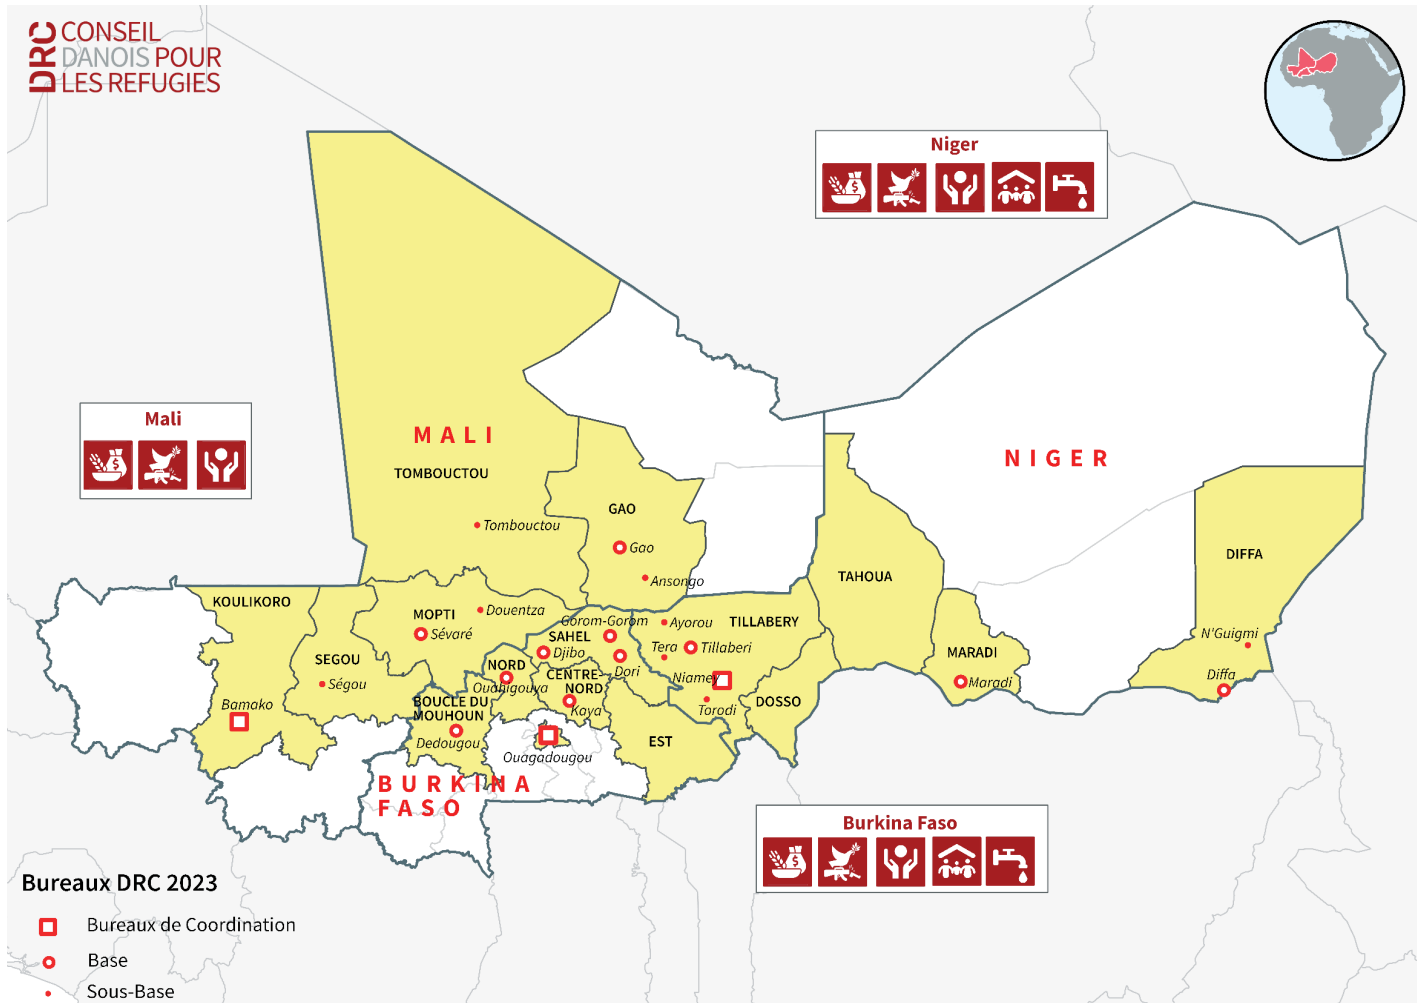 DRC
CONSEIL
DANOIS POUR
LES REFUGIES
Niger
Mali
MALI
NIGER
TOMBOUCTOU
Tombouctou
GAO
Gao
Ansongo
DIFFA
TAHOUA
KOULIKORO
MOPTI
Douentza
Sévaré
Gorom-Gorom
SAHEL
Djibo
Dori
Ayorou
TILLABERY
Tera
Tillaberi
Niamey
Torodi
DOSSO
N'Guigmi
Diffa
MARADI
Maradi
SEGOU
Ségou
NORD
Ouahigouya
CENTRE-
NORD
Kaya
Bamako
BOUCLE DU
MOUHOUN
Dedougou
EST
Ouagadougou
BURKINA
FASO
Burkina Faso
Bureaux DRC 2023
Bureaux de Coordination
Base
Sous-Base